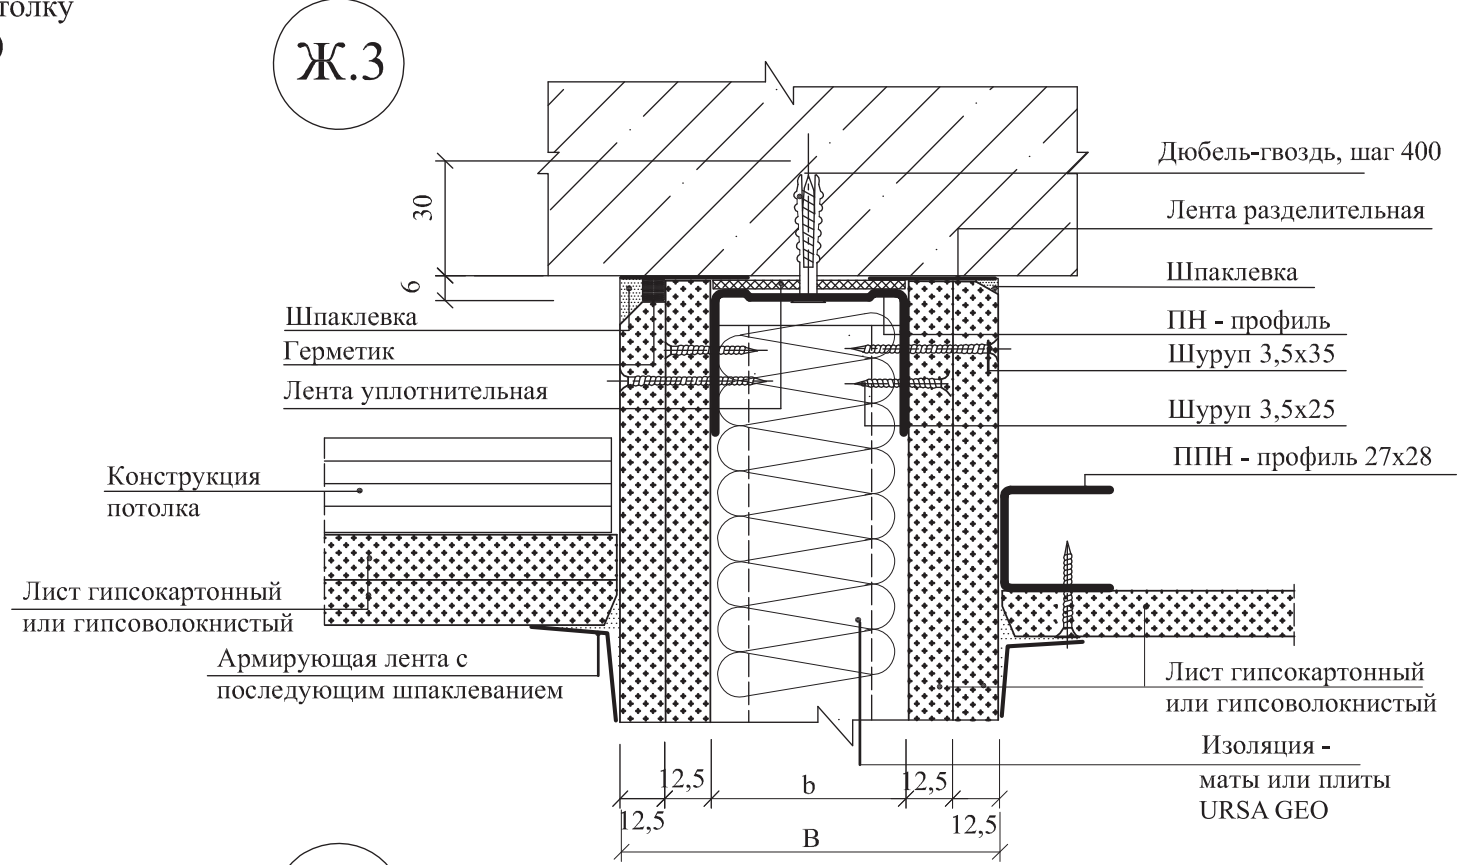 толку
)
Ж.3
Дюбель-гвоздь, шаг 400
Лента разделительная
30
Шпаклевка
6
Шпаклевка
ПН - профиль
Герметик
Шуруп 3,5х35
Лента уплотнительная
Шуруп 3,5х25
ППН - профиль 27х28
Конструкция
потолка
Лист гипсокартонный
или гипсоволокнистый
Армирующая лента с
последующим шпаклеванием
Лист гипсокартонный
или гипсоволокнистый
Изоляция -
маты или плиты
URSA GEO
12,5
b
12,5
12,5
12,5
B